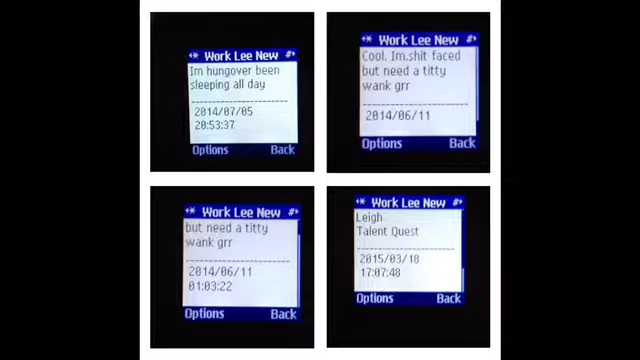 <* Work Lee New #>
Im hungover been
sleeping all day
--------------------
2014/07/05
20:53:37
Options Back
<* Work Lee New #>
Cool. Im.shit faced
but need a titty
wank grr
--------------------
2014/06/11
Options Back
<* Work Lee New #>
but need a titty
wank grr
--------------------
2014/06/11
01:03:22
Options Back
<* Work Lee New #>
Leigh
Talent Quest
--------------------
2015/03/18
17:07:48
Options Back